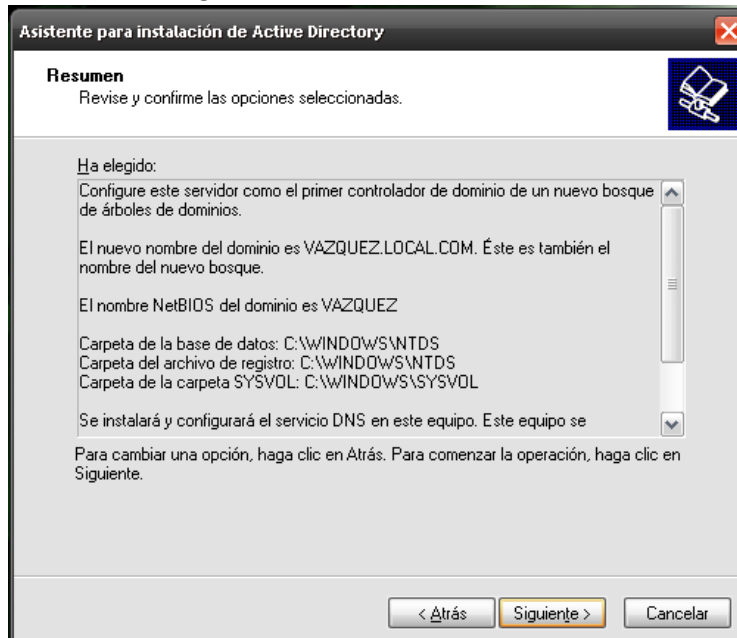 Asistente para instalación de Active Directory
Resumen
Revise y confirme las opciones seleccionadas.
Ha elegido:
Configure este servidor como el primer controlador de dominio de un nuevo bosque
de árboles de dominios.
El nuevo nombre del dominio es VAZQUEZ.LOCAL.COM. Éste es también el
nombre del nuevo bosque.
El nombre NetBIOS del dominio es VAZQUEZ
Carpeta de la base de datos: C:\WINDOWS\NTDS
Carpeta del archivo de registro: C:\WINDOWS\NTDS
Carpeta de la carpeta SYSVOL: C:\WINDOWS\SYSVOL
Se instalará y configurará el servicio DNS en este equipo. Este equipo se
Para cambiar una opción, haga clic en Atrás. Para comenzar la operación, haga clic en
Siguiente.
< Atrás
Siguiente >
Cancelar